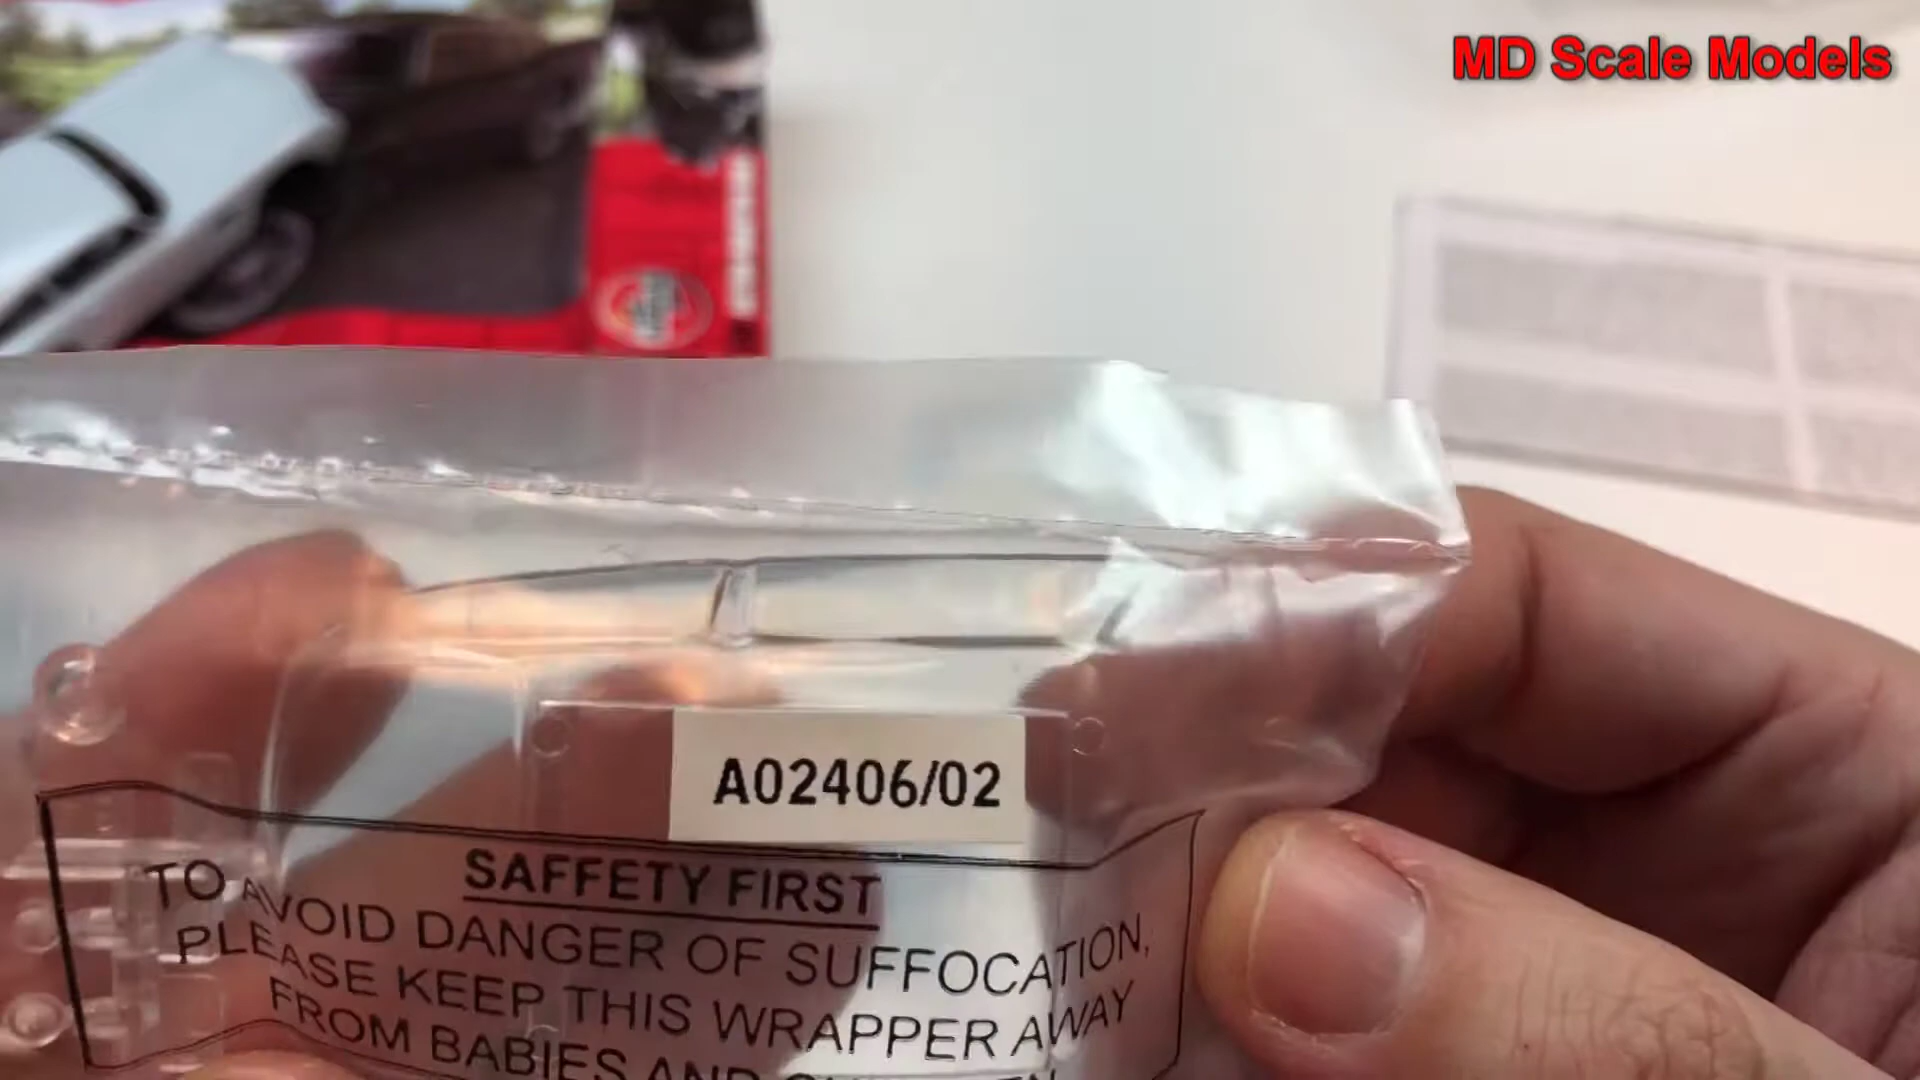 MD Scale Models
A02406/02
SAFFETY FIRST
TO AVOID DANGER OF SUFFOCATION,
PLEASE KEEP THIS WRAPPER AWAY
FROM BABIES AND